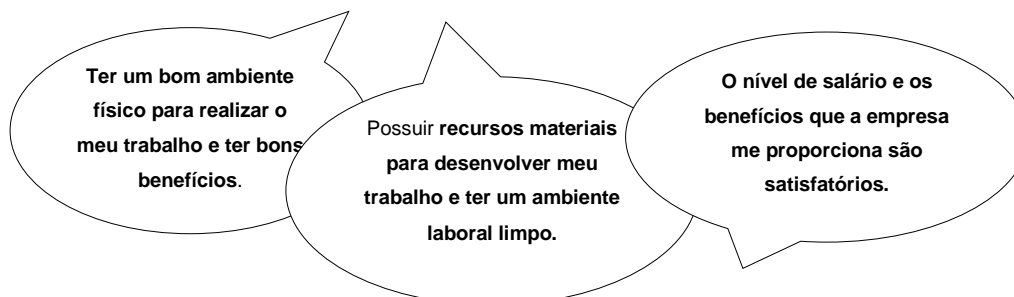 Ter um bom ambiente
físico para realizar o
meu trabalho e ter bons
benefícios.
Possuir recursos materiais
para desenvolver meu
trabalho e ter um ambiente
laboral limpo.
O nível de salário e os
benefícios que a empresa
me proporciona são
satisfatórios.